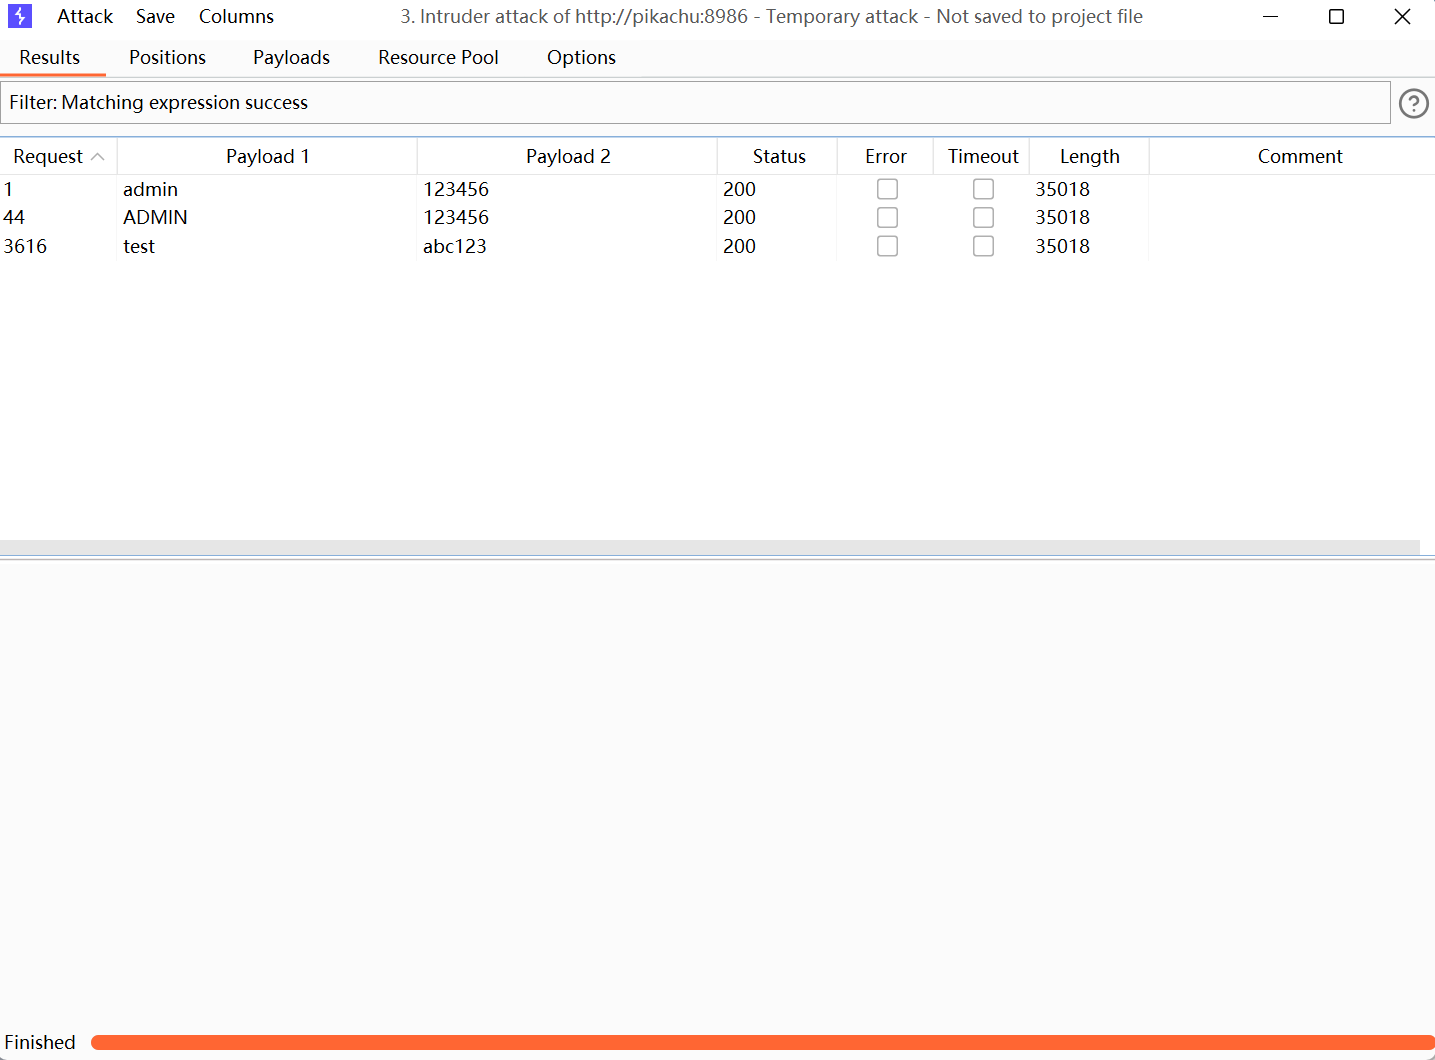 Attack Save Columns 3. Intruder attack of http://pikachu:8986 - Temporary attack - Not saved to project file
Results Positions Payloads Resource Pool Options
Filter: Matching expression success
Request Payload 1 Payload 2 Status Error Timeout Length Comment
1 admin 123456 200 35018
44 ADMIN 123456 200 35018
3616 test abc123 200 35018
Finished